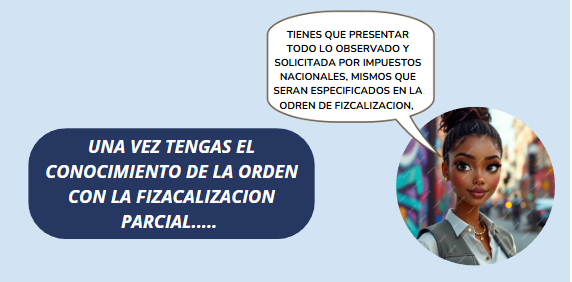 TIENES QUE PRESENTAR
TODO LO OBSERVADO Y
SOLICITADA POR IMPUESTOS
NACIONALES, MISMOS QUE
SERAN ESPECIFICADOS EN LA
ODREN DE FIZCALIZACION,
UNA VEZ TENGAS EL
CONOCIMIENTO DE LA ORDEN
CON LA FIZACALIZACION
PARCIAL.....